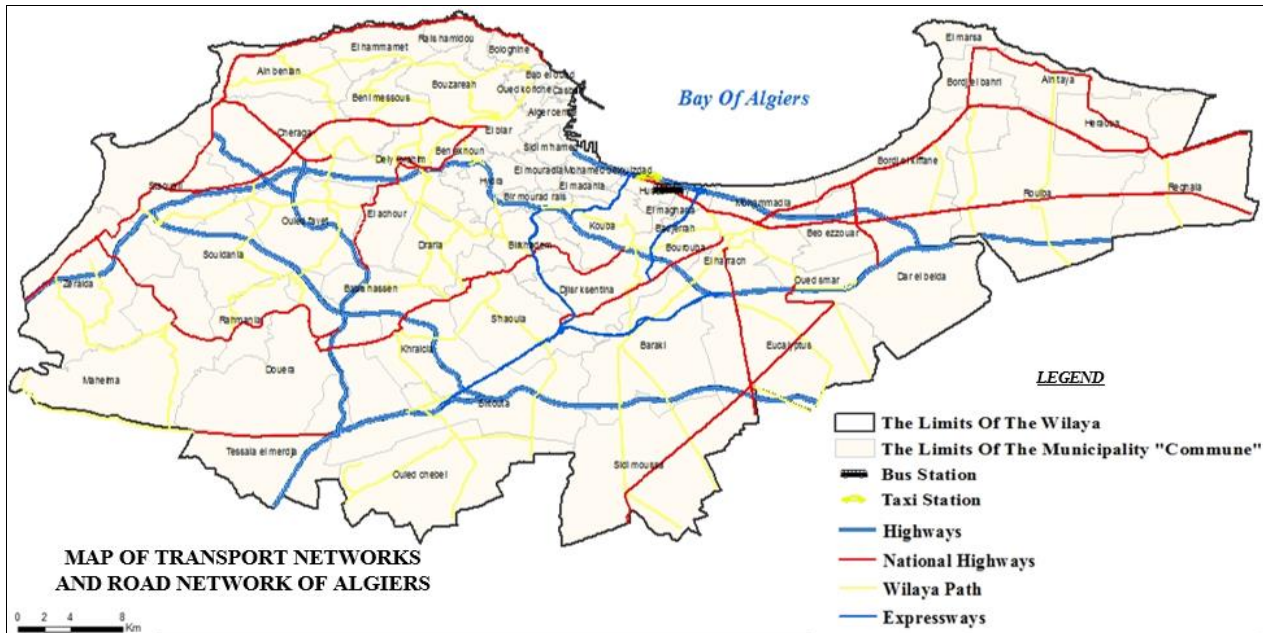 El marsa
El hammamet
Rais hamidou
Bologhine
Ain benian
Bordj el bahri
Ain taya
Bab el oued
Bouzareah
Oued koriche
Casbah
Beni messous
Bay Of Algiers
Heraoua
Cheraga
El biar
Sidi mhamed
Ben aknoun
Dely ibrahim
Bordj el kiffane
El mouradia
Mohamed belouizdad
Staoueli
Hydra
El madania
Rouiba
Reghaia
Bir mourad rais
Mohammadia
El achour
El magharia
Ouled fayet
Kouba
Bachjerrah
Bab ezzouar
Draria
Birkhadem
Bourouba
Souidania
El harrach
Oued smar
Dar el beida
Zeralda
Baba hassen
Djisr ksentina
Rahmania
Shaoula
Khraicia
Baraki
Eucalyptus
Douera
Mahelma
LEGEND
Birtouta
The Limits Of The Wilaya
The Limits Of The Municipality "Commune"
Tessala el merdja
Sidi moussa
Ouled chebel
Bus Station
Taxi Station
Highways
MAP OF TRANSPORT NETWORKS
AND ROAD NETWORK OF ALGIERS
National Highways
Wilaya Path
Expressways
0 2 4 8
Km